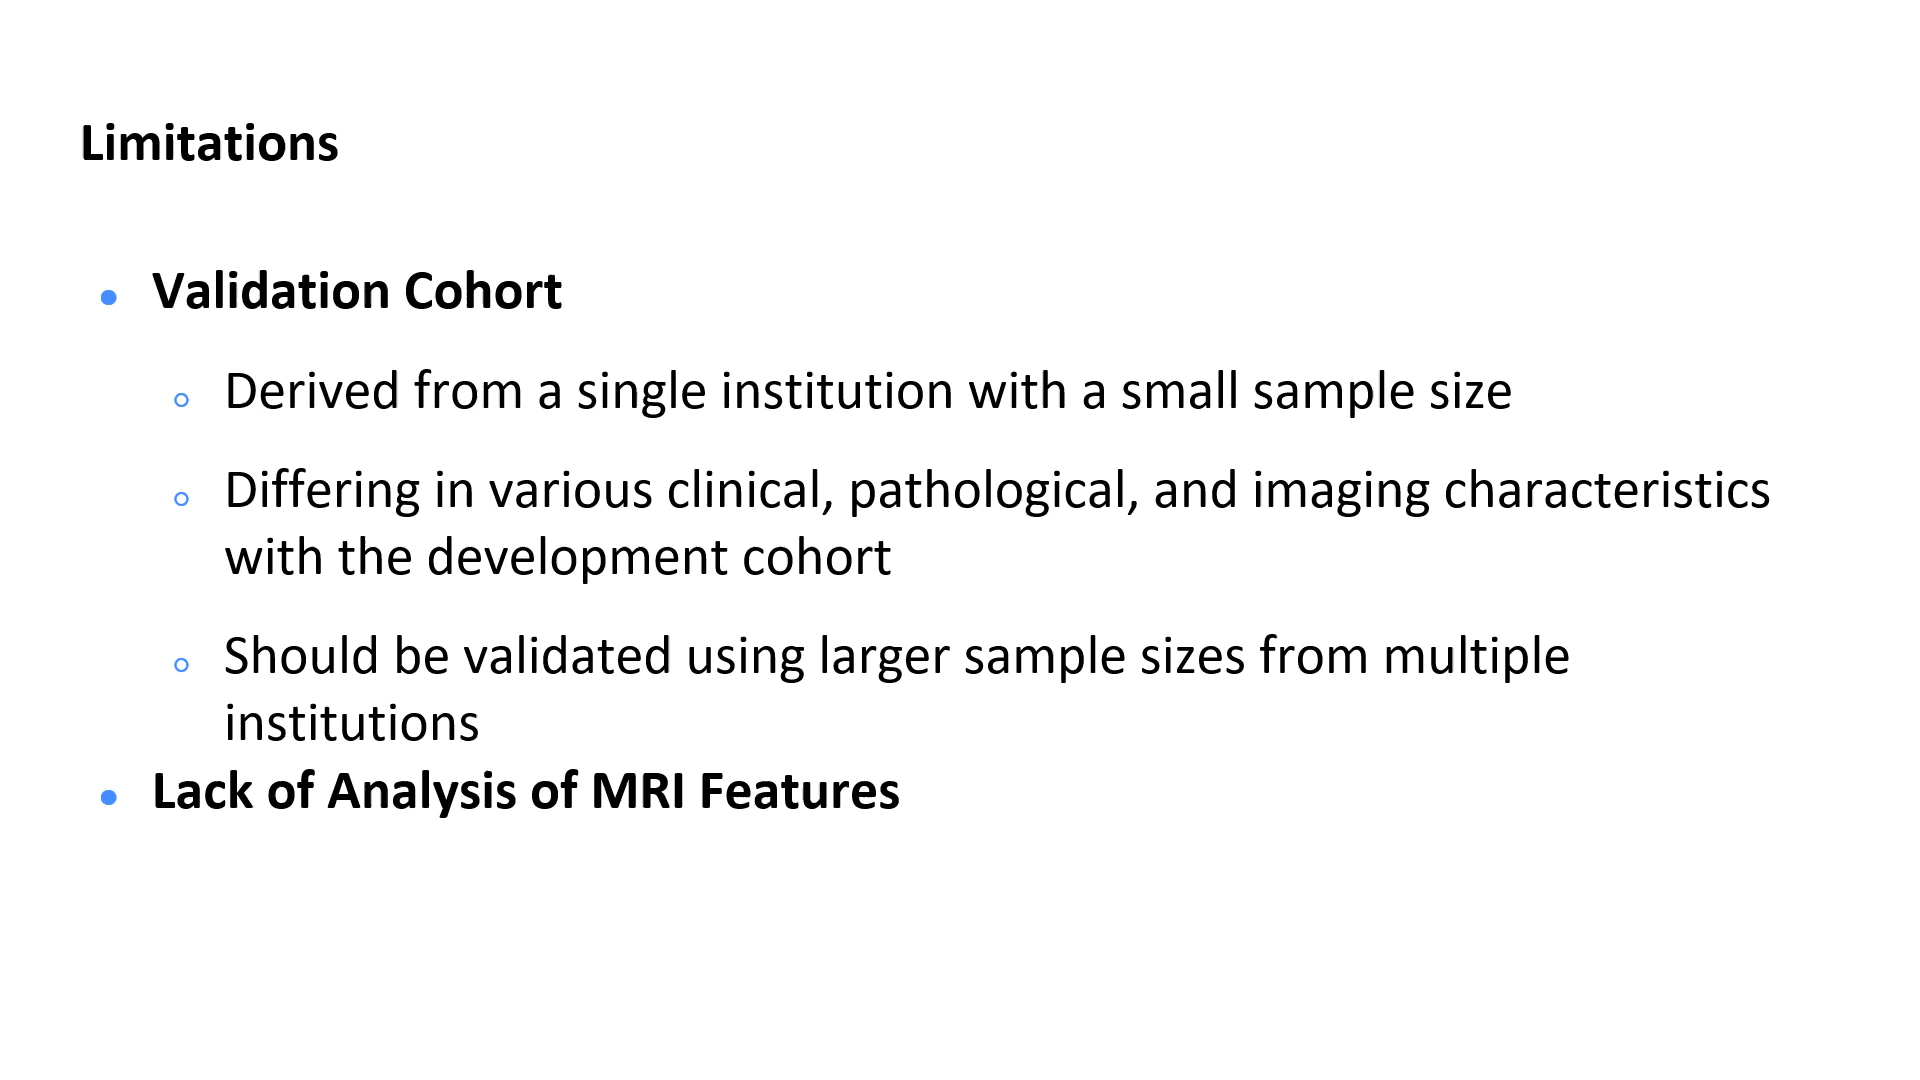 Limitations
• Validation Cohort
○ Derived from a single institution with a small sample size
○ Differing in various clinical, pathological, and imaging characteristics
with the development cohort
○ Should be validated using larger sample sizes from multiple
institutions
• Lack of Analysis of MRI Features